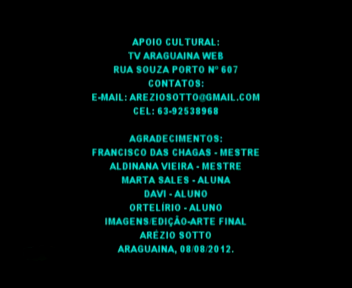 APOIO CULTURAL:
TV ARAGUAINA WEB
RUA SOUZA PORTO Nº 607
CONTATOS:
E-MAIL: AREZIOSOTTO@GMAIL.COM
CEL: 63-92538968
AGRADECIMENTOS:
FRANCISCO DAS CHAGAS - MESTRE
ALDINANA VIEIRA - MESTRE
MARTA SALES - ALUNA
DAVI - ALUNO
ORTELÍRIO - ALUNO
IMAGENS/EDIÇÃO-ARTE FINAL
ARÉZIO SOTTO
ARAGUAINA, 08/08/2012.